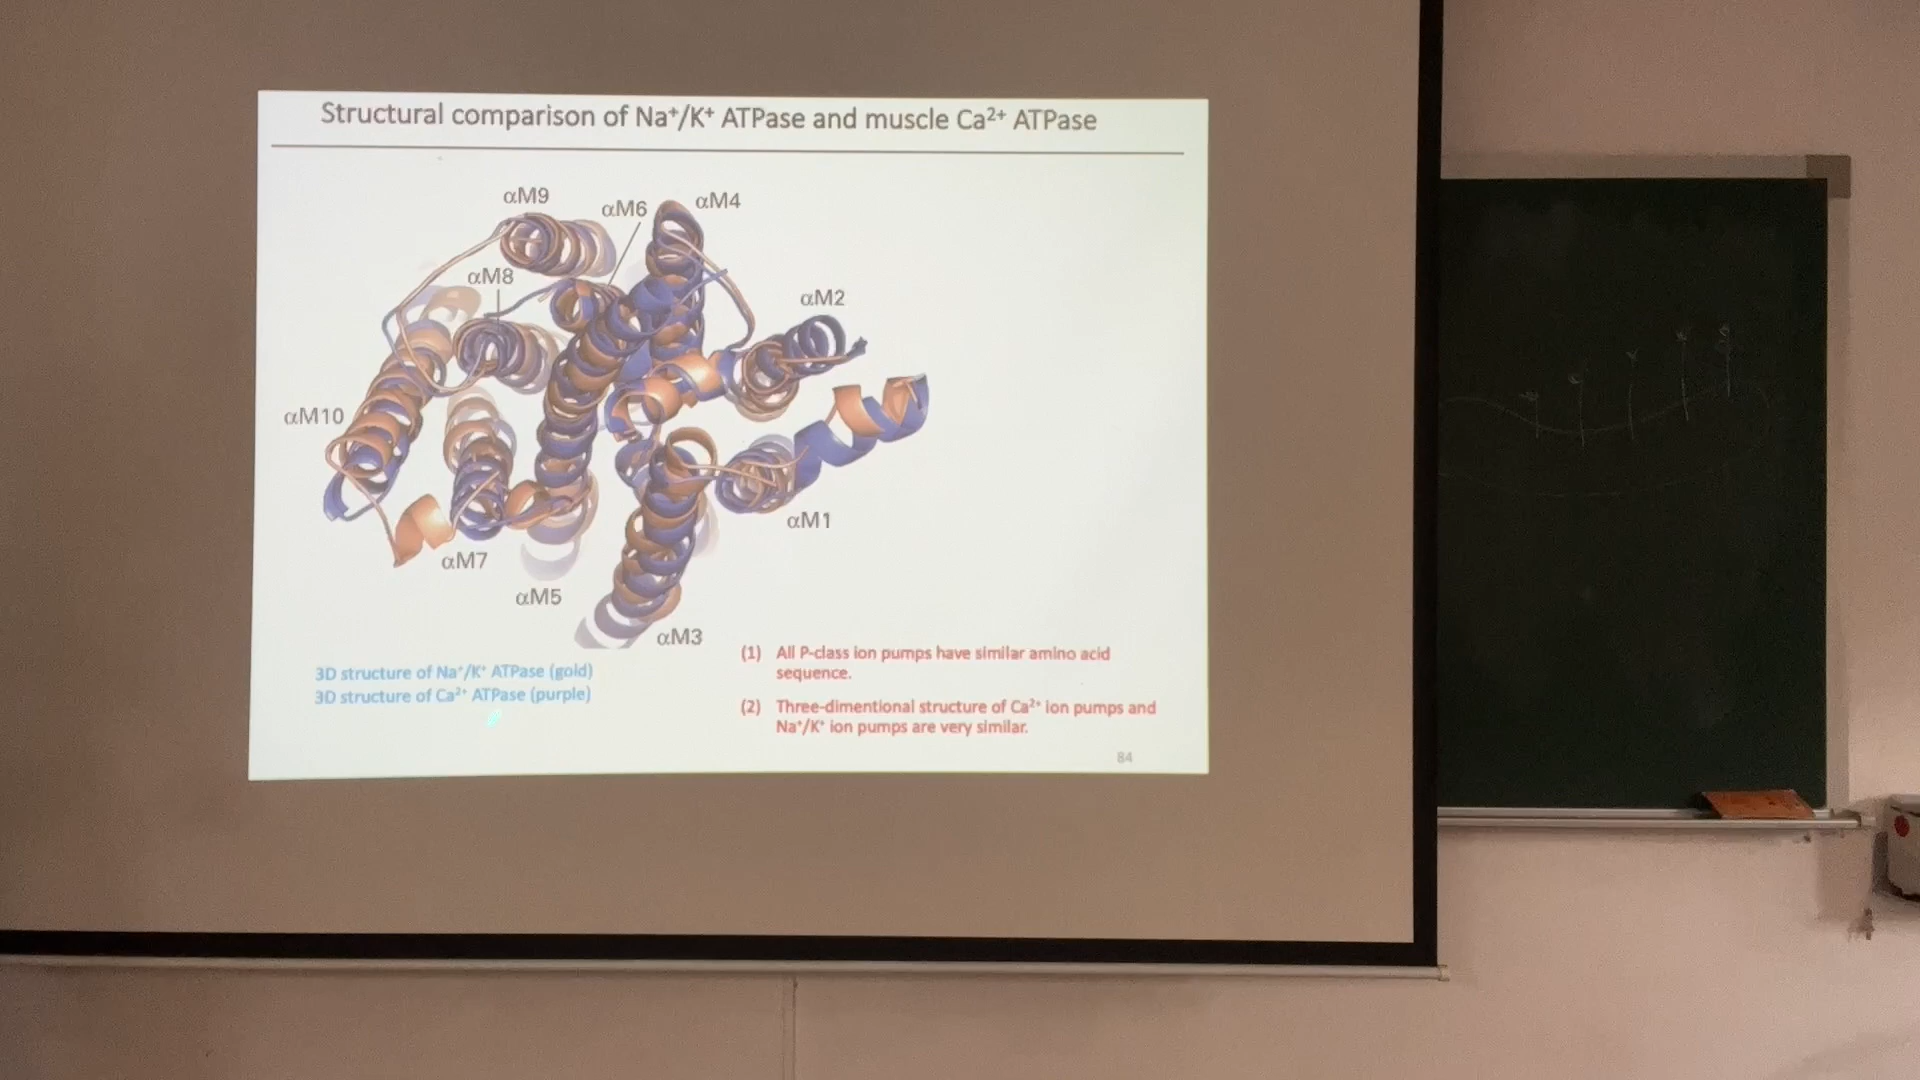 Structural comparison of Na⁺/K⁺ ATPase and muscle Ca²⁺ ATPase
αM9
αM6
αM4
αM8
αM2
αM10
αM1
αM7
αM5
αM3
3D structure of Na⁺/K⁺ ATPase (gold)
3D structure of Ca²⁺ ATPase (purple)
(1) All P-class ion pumps have similar amino acid
sequence.
(2) Three-dimentional structure of Ca²⁺ ion pumps and
Na⁺/K⁺ ion pumps are very similar.
84